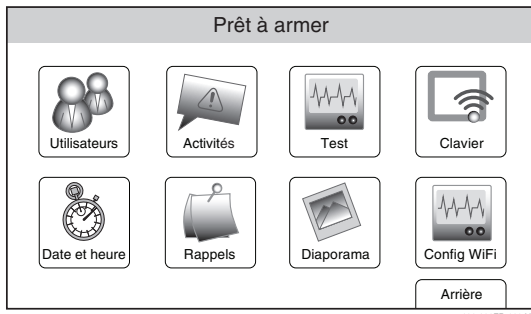 Prêt à armer
Utilisateurs
Activités
Test
Clavier
Date et heure
Rappels
Diaporama
Config WiFi
Arrière